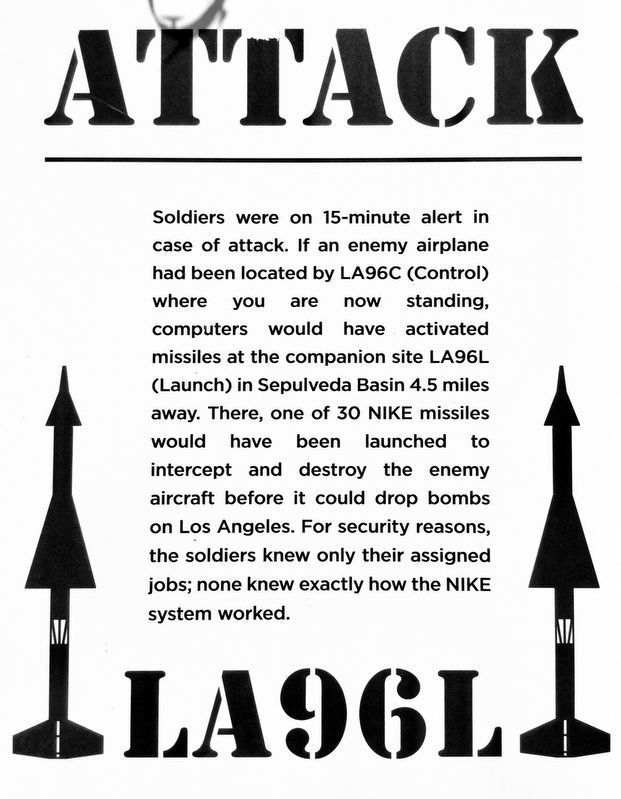 ATTACK
Soldiers were on 15-minute alert in
case of attack. If an enemy airplane
had been located by LA96C (Control)
where you are now standing,
computers would have activated
missiles at the companion site LA96L
(Launch) in Sepulveda Basin 4.5 miles
away. There, one of 30 NIKE missiles
would have been launched to
intercept and destroy the enemy
aircraft before it could drop bombs
on Los Angeles. For security reasons,
the soldiers knew only their assigned
jobs; none knew exactly how the NIKE
system worked.
LA96L